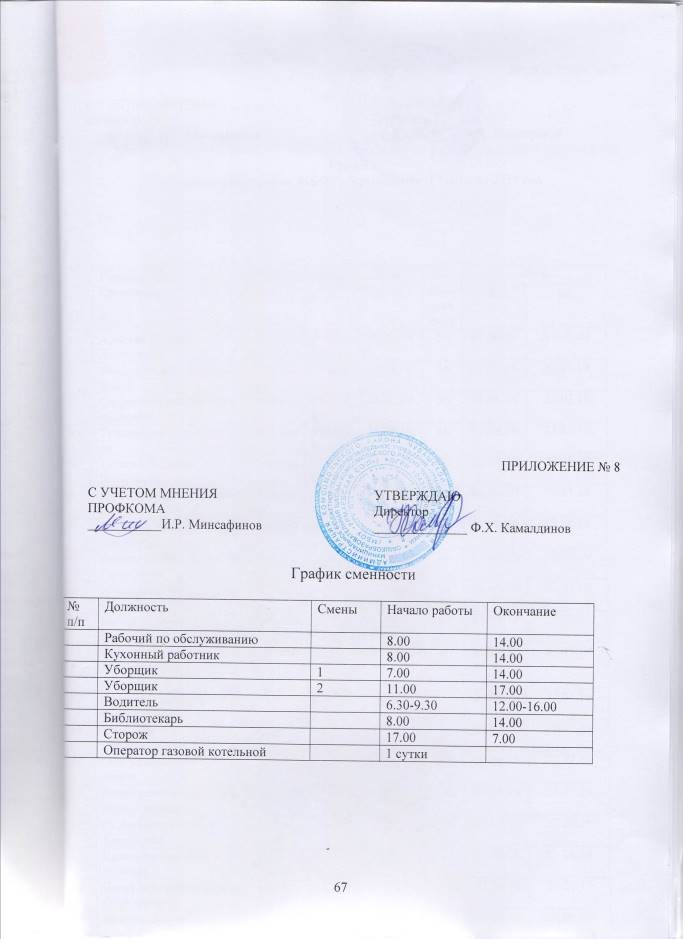 ПРИЛОЖЕНИЕ № 8
С УЧЕТОМ МНЕНИЯ
ПРОФКОМА
И.Р. Минсафинов
УТВЕРЖДАЮ
Директор
Ф.Х. Камалдинов
График сменности
№ п/п Должность Смены Начало работы Окончание
Рабочий по обслуживанию 8.00 14.00
Кухонный работник 8.00 14.00
Уборщик 1 7.00 14.00
Уборщик 2 11.00 17.00
Водитель 6.30-9.30 12.00-16.00
Библиотекарь 8.00 14.00
Сторож 17.00 7.00
Оператор газовой котельной 1 сутки
67